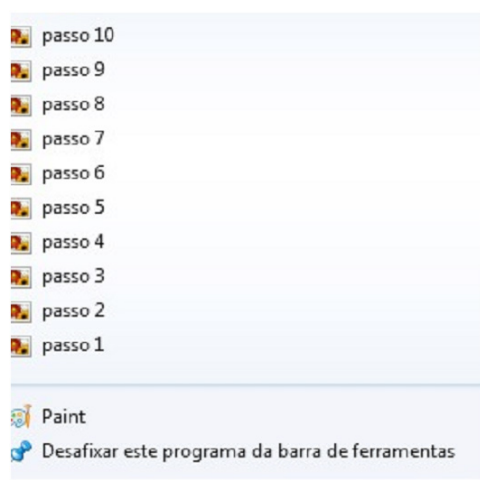 passo 10
passo 9
passo 8
passo 7
passo 6
passo 5
passo 4
passo 3
passo 2
passo 1
Paint
Desafixar este programa da barra de ferramentas